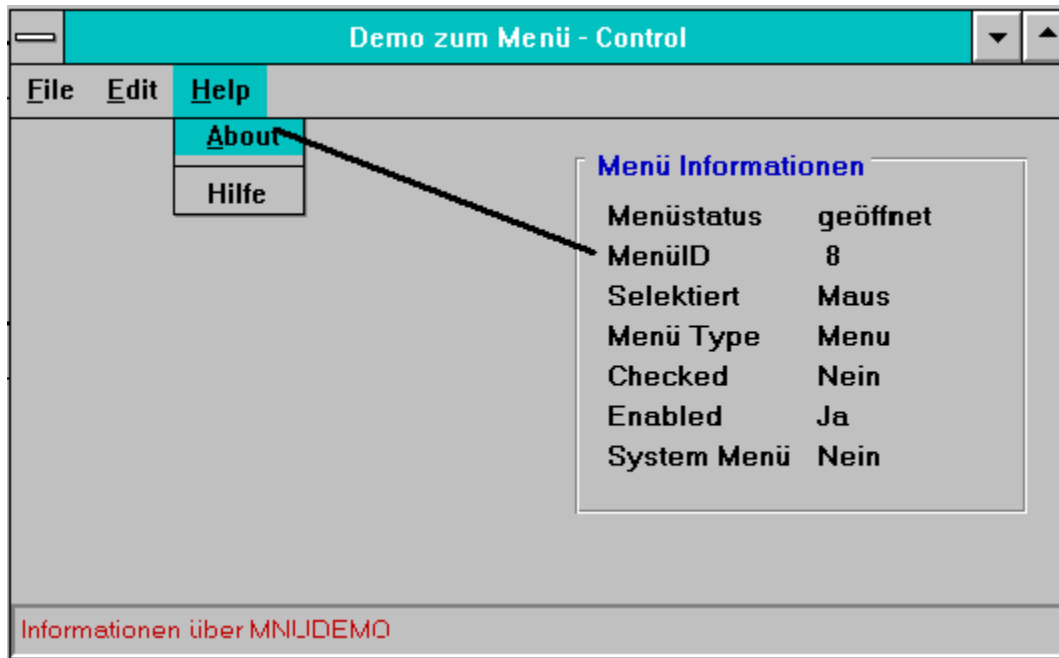 Demo zum Menü - Control
File Edit Help
About
Hilfe
Menü Informationen
Menüstatus geöffnet
MenüID 8
Selektiert Maus
Menü Type Menu
Checked Nein
Enabled Ja
System Menü Nein
Informationen über MNUDEMO